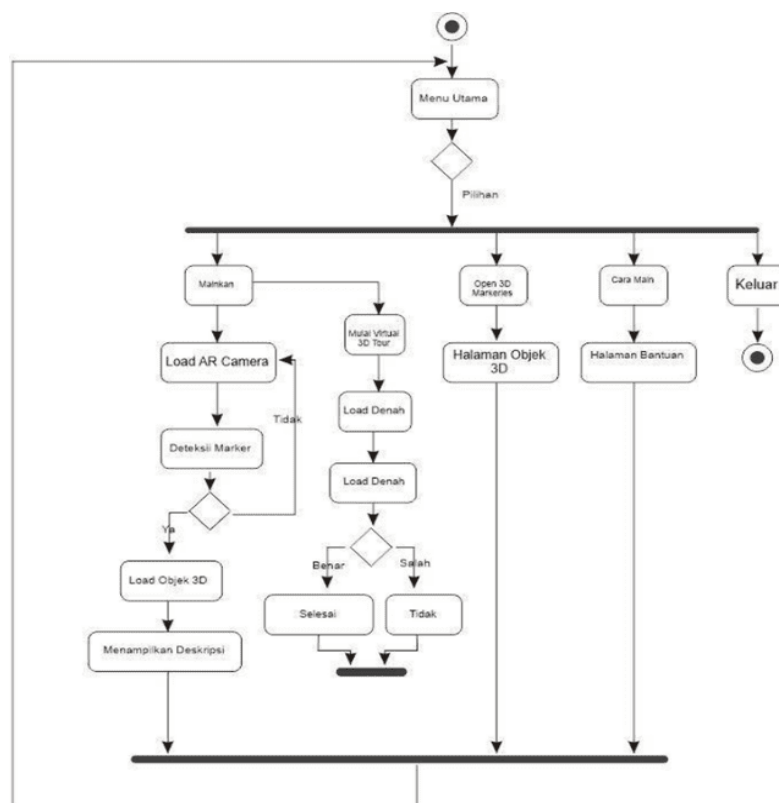 Menu Utama
Pilihan
Mainkan
Open 3D
Markeries
Cara Main
Keluar
Mulai Virtual
3D Tour
Load AR Camera
Halaman Objek
3D
Halaman Bantuan
Load Denah
Tidak
Deteksii Marker
Load Denah
Ya
Benar
Salah
Load Objek 3D
Selesai
Tidak
Menampilkan Deskripsi